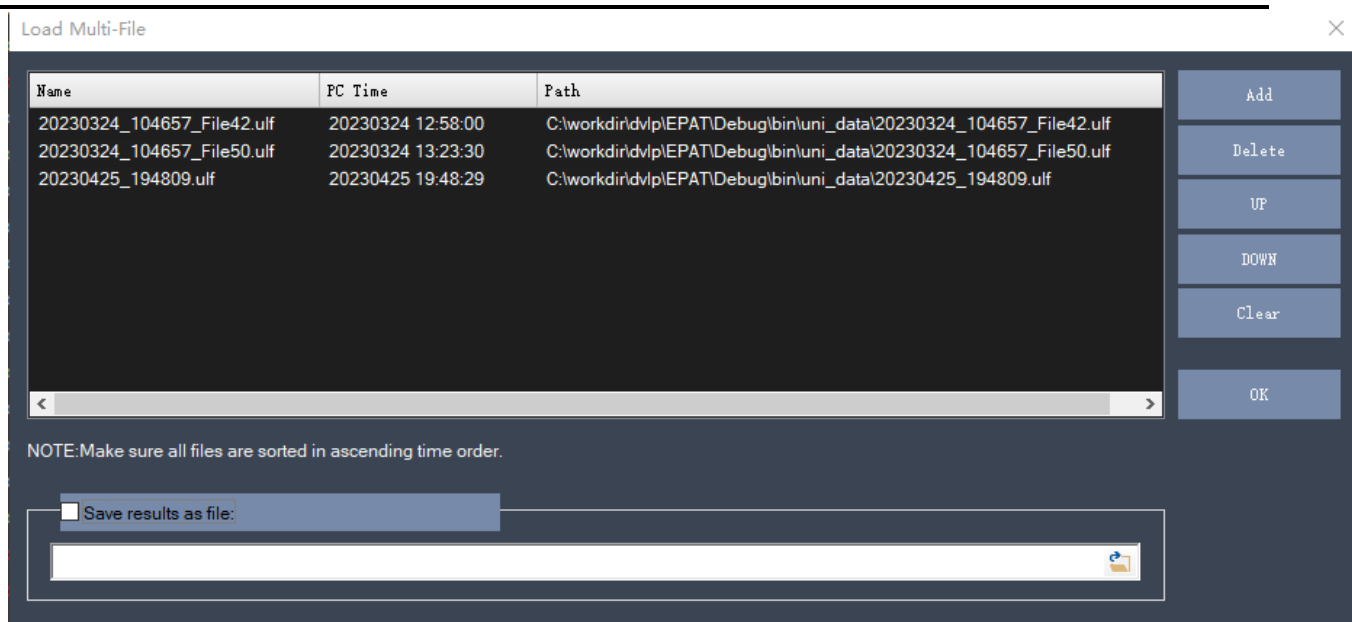 Load Multi-File
Name PC Time Path
20230324_104657_File42.ulf 20230324 12:58:00 C:\workdir\dvlp\EPAT\Debug\bin\uni_data\20230324_104657_File42.ulf
20230324_104657_File50.ulf 20230324 13:23:30 C:\workdir\dvlp\EPAT\Debug\bin\uni_data\20230324_104657_File50.ulf
20230425_194809.ulf 20230425 19:48:29 C:\workdir\dvlp\EPAT\Debug\bin\uni_data\20230425_194809.ulf
Add
Delete
UP
DOWN
Clear
OK
NOTE:Make sure all files are sorted in ascending time order.
Save results as file: